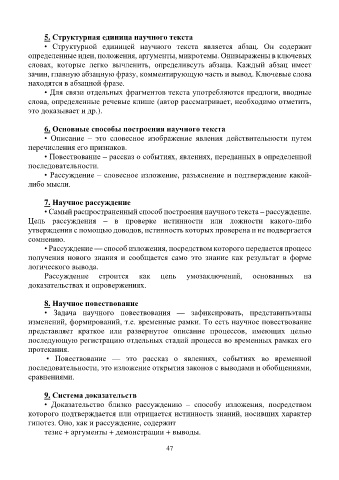 5. Структурная единица научного текста
• Структурной единицей научного текста является абзац. Он содержит
определенные идеи, положения, аргументы, микротемы. Онивыражены в ключевых
словах, которые легко вычленить, определивсуть абзаца. Каждый абзац имеет
зачин, главную абзацную фразу, комментирующую часть и вывод. Ключевые слова
находятся в абзацной фразе.
• Для связи отдельных фрагментов текста употребляются предлоги, вводные
слова, определенные речевые клише (автор рассматривает, необходимо отметить,
это доказывает и др.).
6. Основные способы построения научного текста
• Описание – это словесное изображение явления действительности путем
перечисления его признаков.
• Повествование – рассказ о событиях, явлениях, переданных в определенной
последовательности.
• Рассуждение – словесное изложение, разъяснение и подтверждение какой-
либо мысли.
7. Научное рассуждение
• Самый распространенный способ построения научного текста – рассуждение.
Цель рассуждения – в проверке истинности или ложности какого-либо
утверждения с помощью доводов, истинность которых проверена и не подвергается
сомнению.
• Рассуждение — способ изложения, посредством которого передается процесс
получения нового знания и сообщается само это знание как результат в форме
логического вывода.
Рассуждение строится как цепь умозаключений, основанных на
доказательствах и опровержениях.
8. Научное повествование
• Задача научного повествования — зафиксировать, представитьэтапы
изменений, формирований, т.е. временные рамки. То есть научное повествование
представляет краткое или развернутое описание процессов, имеющих целью
последующую регистрацию отдельных стадий процесса во временных рамках его
протекания.
• Повествование — это рассказ о явлениях, событиях во временной
последовательности, это изложение открытия законов с выводами и обобщениями,
сравнениями.
9. Система доказательств
• Доказательство близко рассуждению – способу изложения, посредством
которого подтверждается или отрицается истинность знаний, носивших характер
гипотез. Оно, как и рассуждение, содержит
тезис + аргументы + демонстрации + выводы.
47